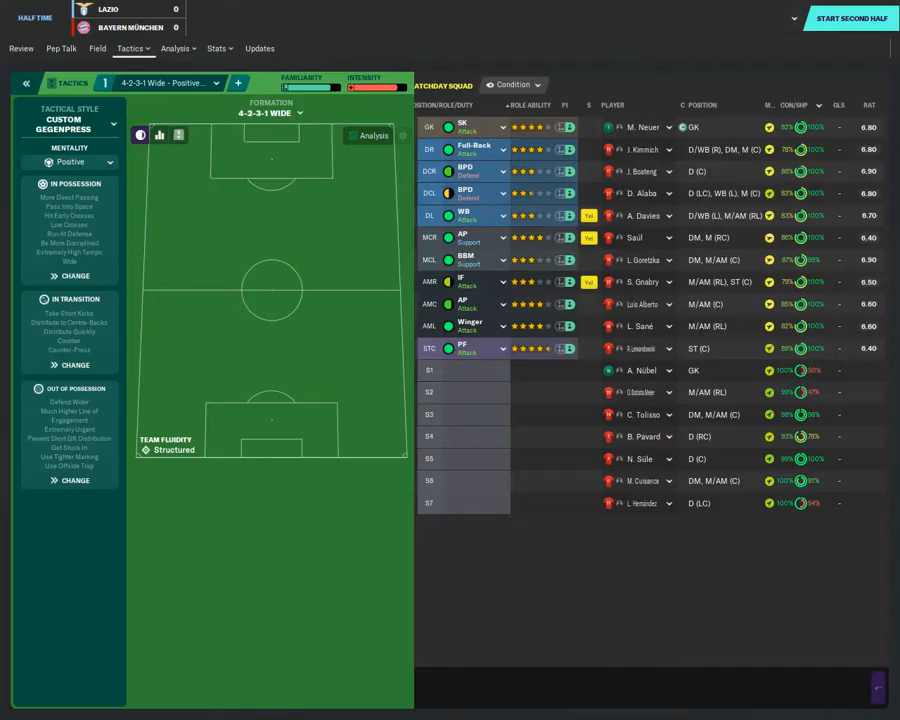 HALF TIME
LAZIO 0
BAYERN MÜNCHEN 0
START SECOND HALF
Review Pep Talk Field Tactics Analysis Stats Updates
TACTICS 1 4-2-3-1 Wide - Positive... + FAMILIARITY INTENSITY
TACTICAL STYLE
CUSTOM
GEGENPRESS
MENTALITY
Positive
IN POSSESSION
More Direct Passing
Pass Into Space
Hit Early Crosses
Low Crosses
Run At Defence
Be More Disciplined
Extremely High Tempo
Wide
CHANGE
IN TRANSITION
Take Short Kicks
Distribute to Centre-Backs
Distribute Quickly
Counter
Counter-Press
CHANGE
OUT OF POSSESSION
Defend Wider
Much Higher Line of
Engagement
Extremely Urgent
Prevent Short GK Distribution
Get Stuck In
Use Tighter Marking
Use Offside Trap
CHANGE
FORMATION
4-2-3-1 WIDE
Analysis
TEAM FLUIDITY
Structured
MATCHDAY SQUAD Condition
POSITION/ROLE/DUTY ROLE ABILITY PI S PLAYER C POSITION M... CON/SHP GLS RAT
GK SK Attack M. Neuer C GK 92% 100% - 6.80
DR Full-Back Attack J. Kimmich D/WB (R), DM, M (C) 78% 100% - 6.80
DCR BPD Defend J. Boateng D (C) 86% 100% - 6.90
DCL BPD Defend D. Alaba D (LC), WB (L), M (C) 83% 100% - 6.80
DL WB Attack Yel A. Davies D/WB (L), M/AM (RL) 83% 100% - 6.70
MCR AP Support Yel Saúl DM, M (RC) 86% 100% - 6.40
MCL BBM Support L. Goretzka DM, M/AM (C) 87% 95% - 6.90
AMR IF Attack Yel S. Gnabry M/AM (RL), ST (C) 79% 100% - 6.50
AMC AP Attack Luis Alberto M/AM (C) 85% 100% - 6.60
AML Winger Attack L. Sané M/AM (RL) 82% 100% - 6.60
STC PF Attack R. Lewandowski ST (C) 89% 100% - 6.40
S1 A. Nübel GK 100% 50% -
S2 M/AM (RL) 99% 47% -
S3 C. Tolisso DM, M/AM (C) 98% 98% -
S4 B. Pavard D (RC) 93% 79% -
S5 N. Süle D (C) 99% 100% -
S6 M. Cuisance DM, M/AM (C) 100% 91% -
S7 L. Hernández D (LC) 100% 94% -